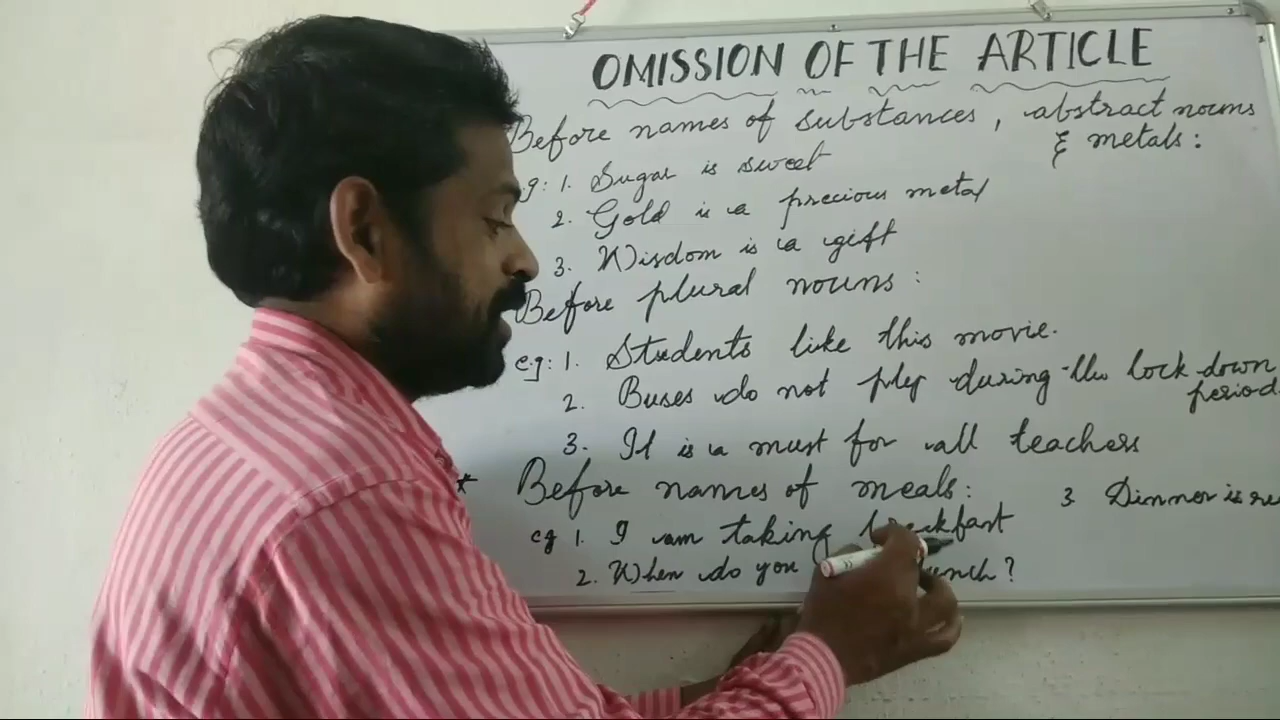 OMISSION OF THE ARTICLE
Before names of substances, abstract nouns
& metals:
g: 1. Sugar is sweet
2. Gold is a precious metal
3. Wisdom is a gift
Before plural nouns:
e.g: 1. Students like this movie.
2. Buses do not ply during the lock down
period
3. It is a must for all teachers
* Before names of meals:
3 Dinner is
eg 1. I am taking breakfast
2. When do you lunch?